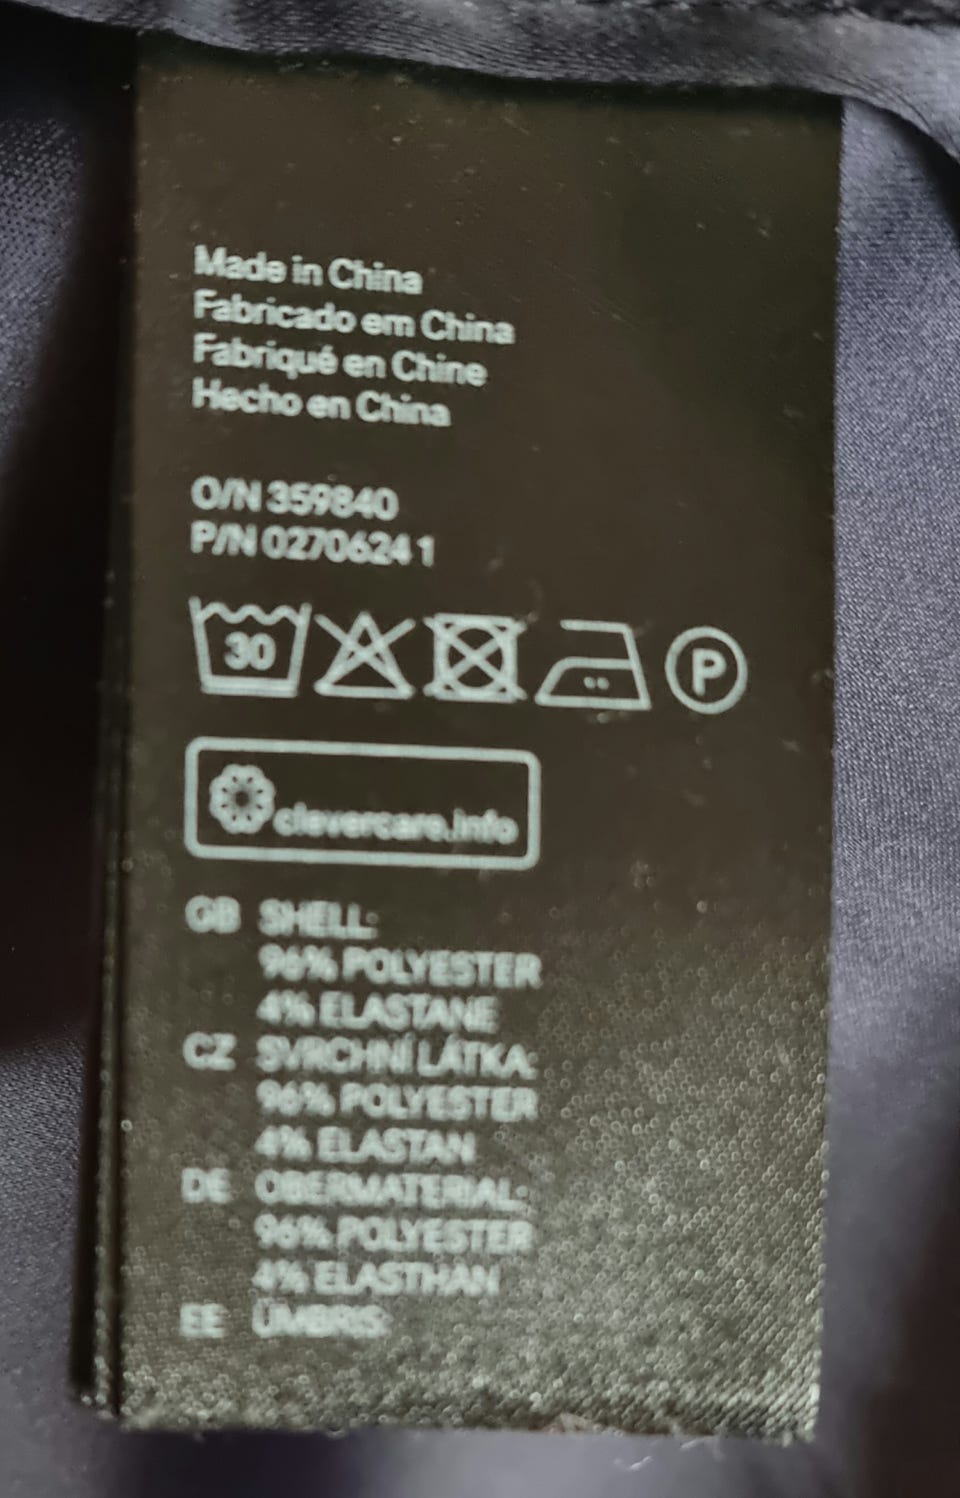 Made in China
Fabricado em China
Fabriqué en Chine
Hecho en China
O/N 359840
P/N 0270624 1
30
P
clevercare.info
GB SHELL:
96% POLYESTER
4% ELASTANE
CZ SVRCHNÍ LÁTKA:
96% POLYESTER
4% ELASTAN
DE OBERMATERIAL:
96% POLYESTER
4% ELASTHAN
EE ÜMBRIS: